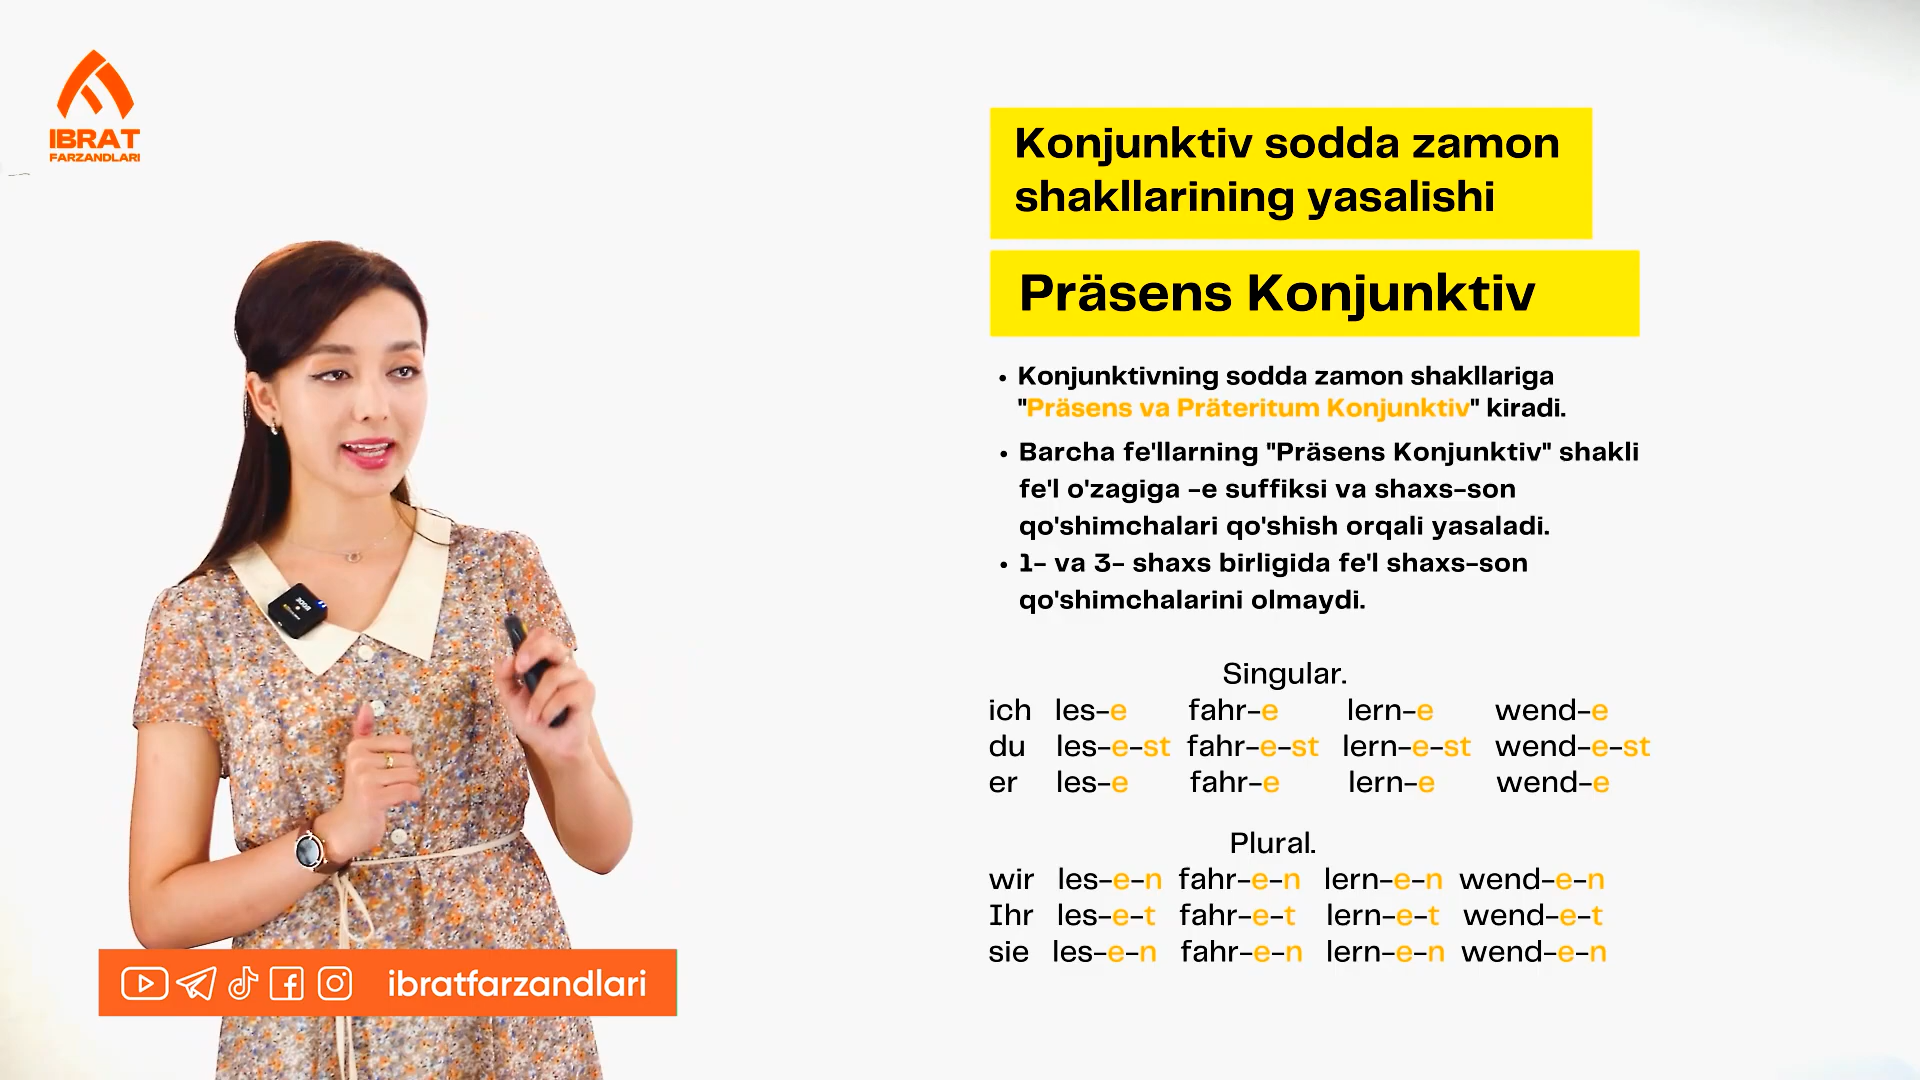 IBRAT
FARZANDLARI
Konjunktiv sodda zamon
shakllarining yasalishi
Präsens Konjunktiv
• Konjunktivning sodda zamon shakllariga
"Präsens va Präteritum Konjunktiv" kiradi.
• Barcha fe'llarning "Präsens Konjunktiv" shakli
fe'l o'zagiga -e suffiksi va shaxs-son
qo'shimchalari qo'shish orqali yasaladi.
• 1- va 3- shaxs birligida fe'l shaxs-son
qo'shimchalarini olmaydi.
Singular.
ich les-e fahr-e lern-e wend-e
du les-e-st fahr-e-st lern-e-st wend-e-st
er les-e fahr-e lern-e wend-e
Plural.
wir les-e-n fahr-e-n lern-e-n wend-e-n
Ihr les-e-t fahr-e-t lern-e-t wend-e-t
sie les-e-n fahr-e-n lern-e-n wend-e-n
ibratfarzandlari